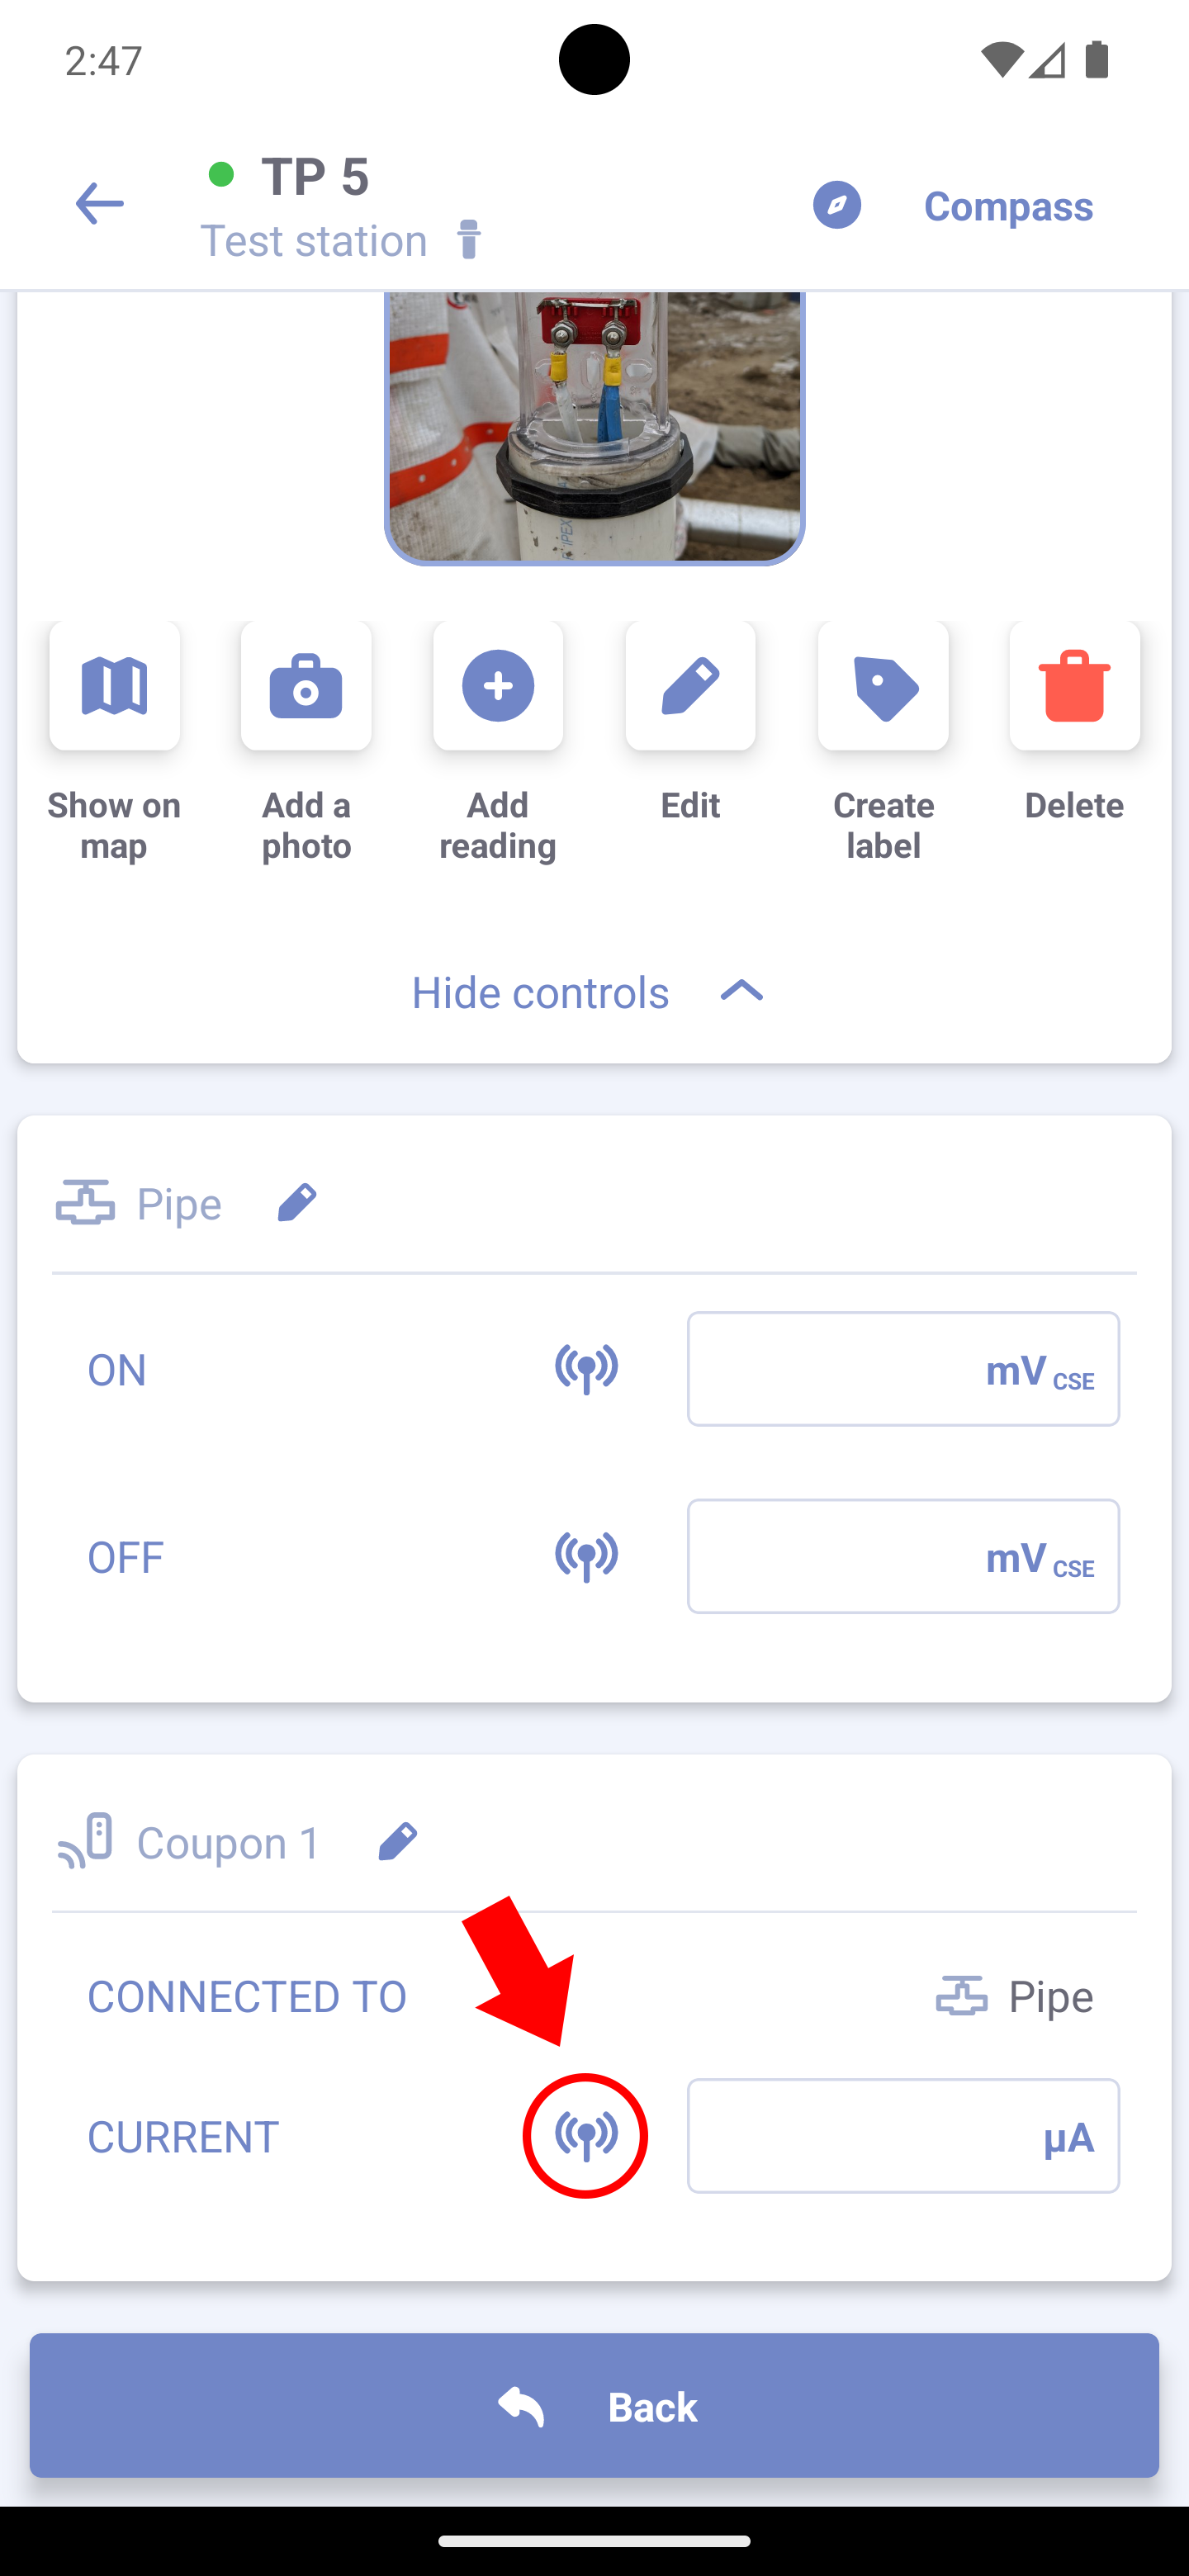 2:47
TP 5
Test station
Compass
IPEX
Show on
map
Add a
photo
Add
reading
Edit
Create
label
Delete
Hide controls
Pipe
ON
mV CSE
OFF
mV CSE
Coupon 1
CONNECTED TO
Pipe
CURRENT
µA
Back